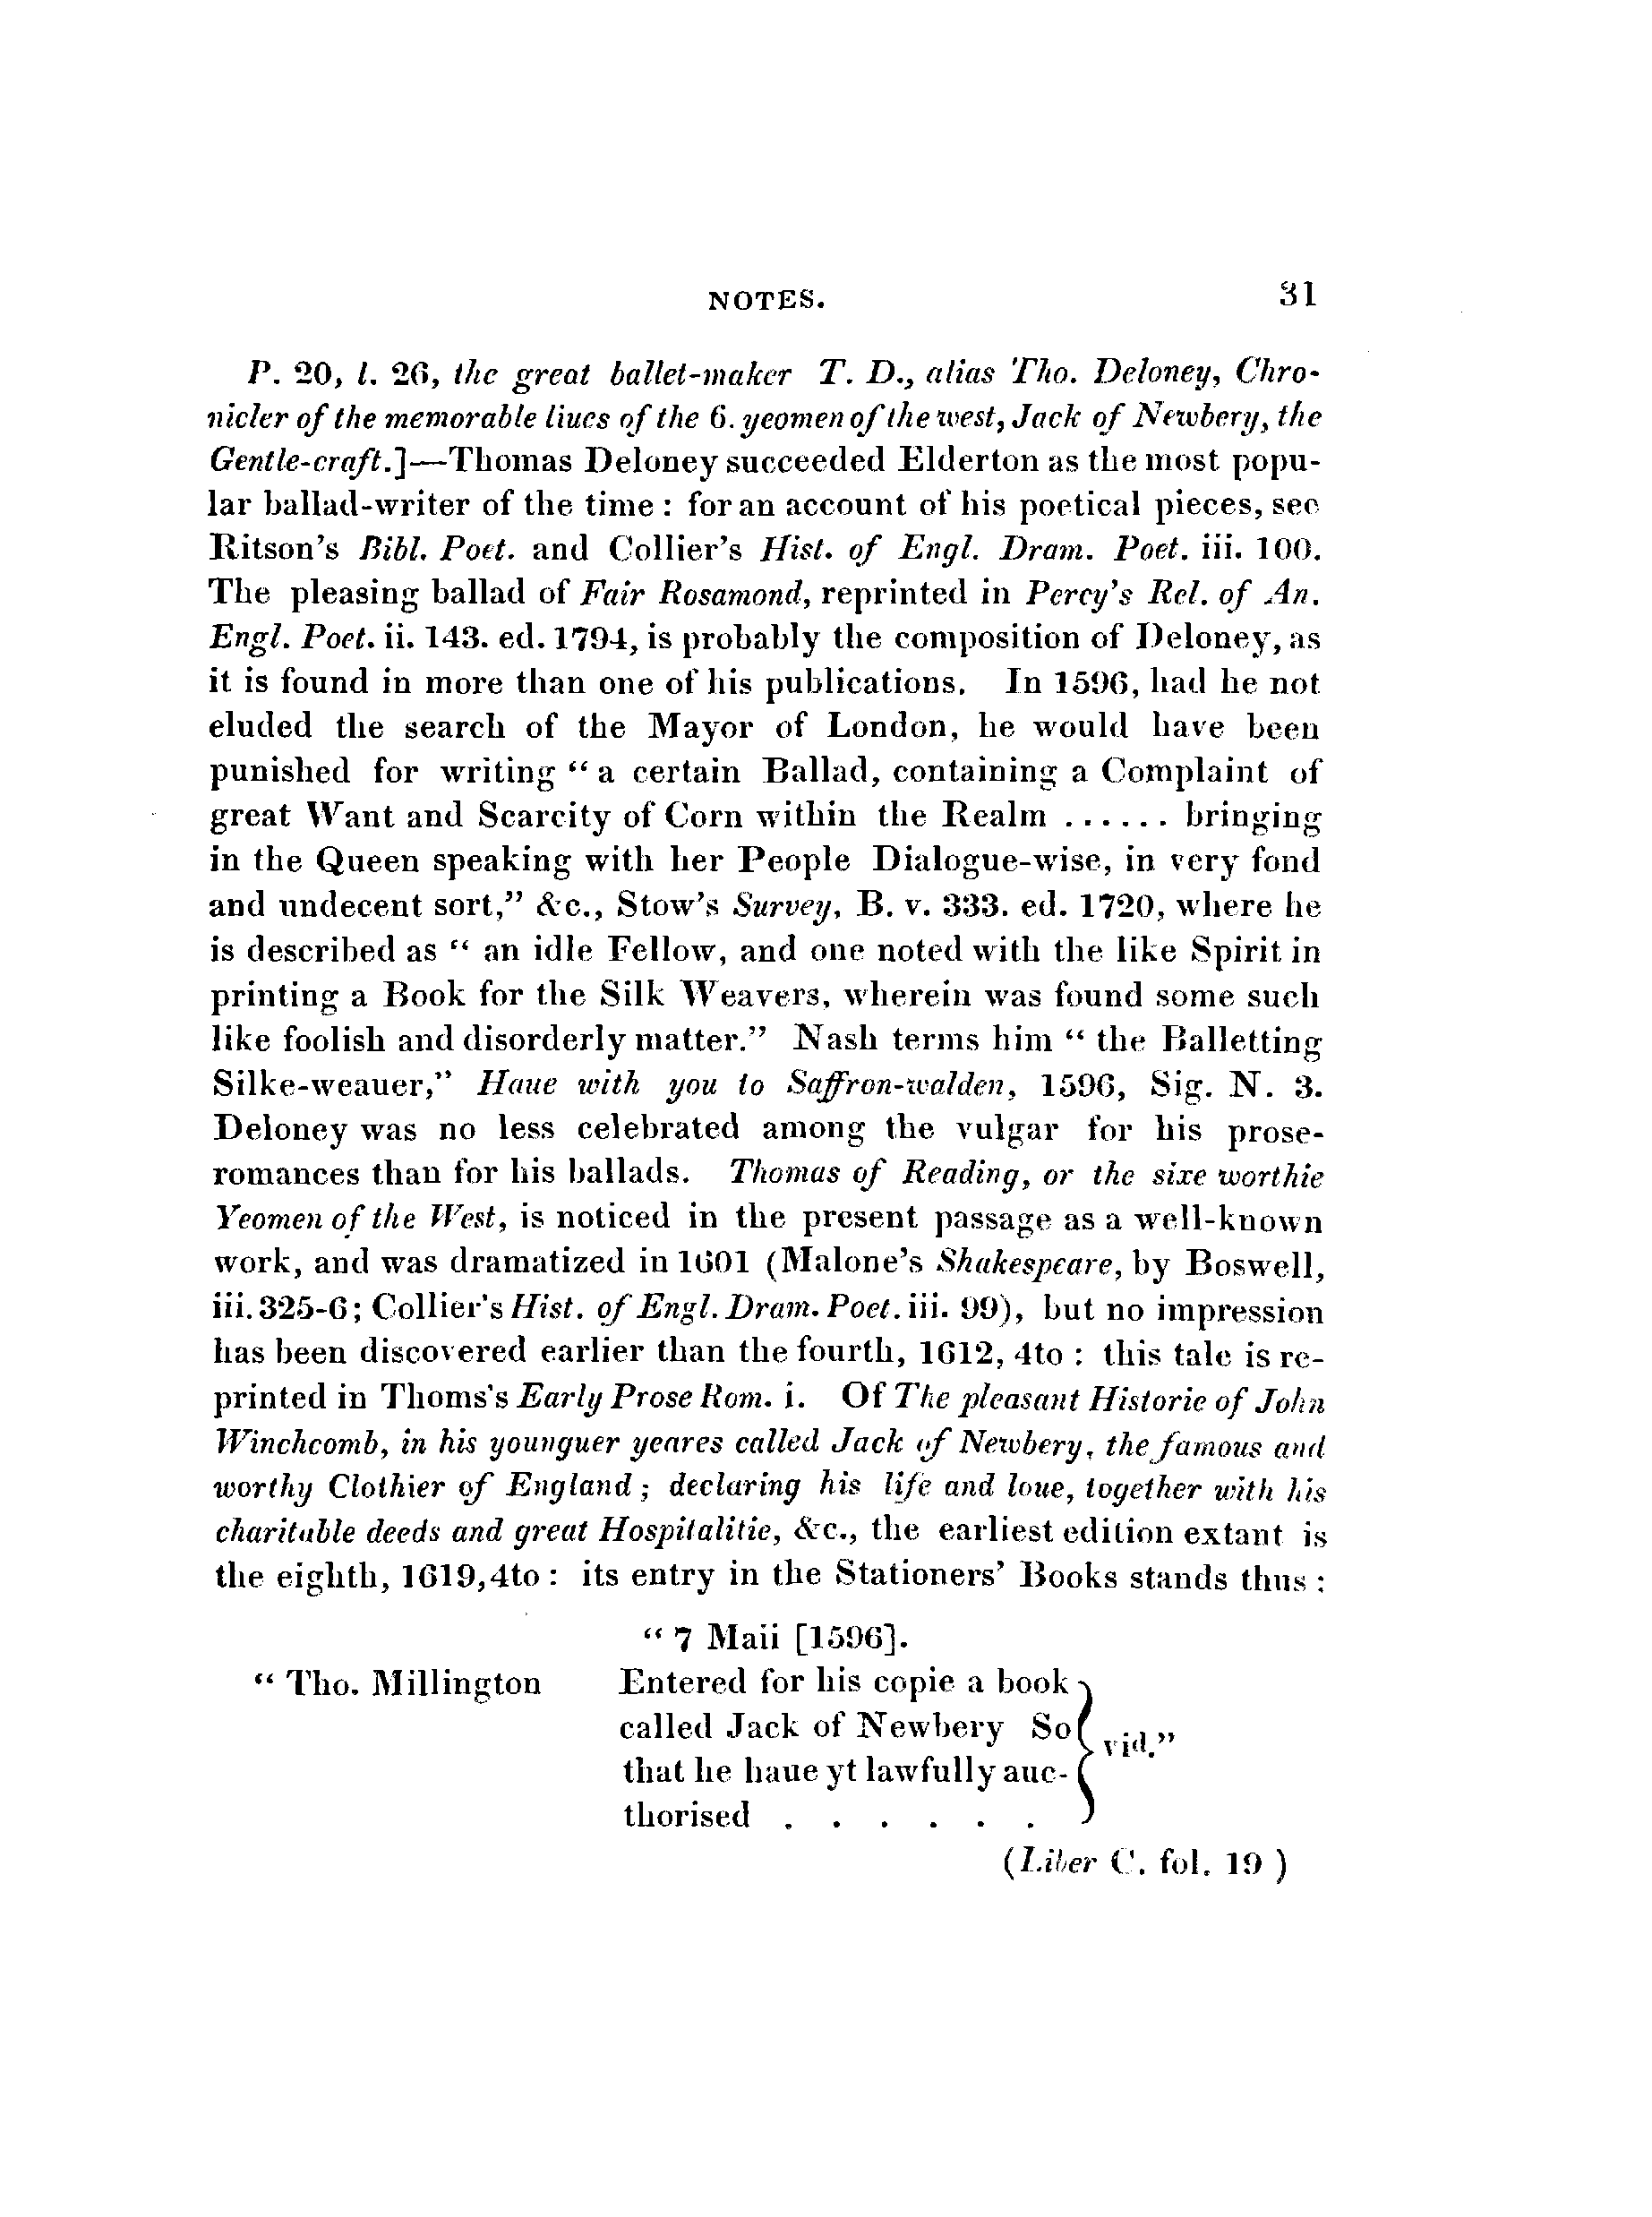 NOTES. 31
P. 20, l. 26, the great ballet-maker T. D., alias Tho. Deloney, Chro-
nicler of the memorable liues of the 6. yeomen of the west, Jack of Newbery, the
Gentle-craft.]—Thomas Deloney succeeded Elderton as the most popu-
lar ballad-writer of the time : for an account of his poetical pieces, see
Ritson's Bibl. Poet. and Collier's Hist. of Engl. Dram. Poet. iii. 100.
The pleasing ballad of Fair Rosamond, reprinted in Percy's Rel. of An.
Engl. Poet. ii. 143. ed. 1794, is probably the composition of Deloney, as
it is found in more than one of his publications. In 1596, had he not
eluded the search of the Mayor of London, he would have been
punished for writing “ a certain Ballad, containing a Complaint of
great Want and Scarcity of Corn within the Realm ...... bringing
in the Queen speaking with her People Dialogue-wise, in very fond
and undecent sort,” &c., Stow's Survey, B. v. 333. ed. 1720, where he
is described as “ an idle Fellow, and one noted with the like Spirit in
printing a Book for the Silk Weavers, wherein was found some such
like foolish and disorderly matter.” Nash terms him “ the Balletting
Silke-weauer,” Haue with you to Saffron-walden, 1596, Sig. N. 3.
Deloney was no less celebrated among the vulgar for his prose-
romances than for his ballads. Thomas of Reading, or the sixe worthie
Yeomen of the West, is noticed in the present passage as a well-known
work, and was dramatized in 1601 (Malone's Shakespeare, by Boswell,
iii. 325-6; Collier's Hist. of Engl. Dram. Poet. iii. 99), but no impression
has been discovered earlier than the fourth, 1612, 4to : this tale is re-
printed in Thoms's Early Prose Rom. i. Of The pleasant Historie of John
Winchcomb, in his younguer yeares called Jack of Newbery, the famous and
worthy Clothier of England ; declaring his life and loue, together with his
charitable deeds and great Hospitalitie, &c., the earliest edition extant is
the eighth, 1619, 4to : its entry in the Stationers' Books stands thus :
“ 7 Maii [1596].
“ Tho. Millington Entered for his copie a book
called Jack of Newbery So
vid.”
that he haue yt lawfully auc-
thorised . . . . . .
(Liber C. fol. 19 )